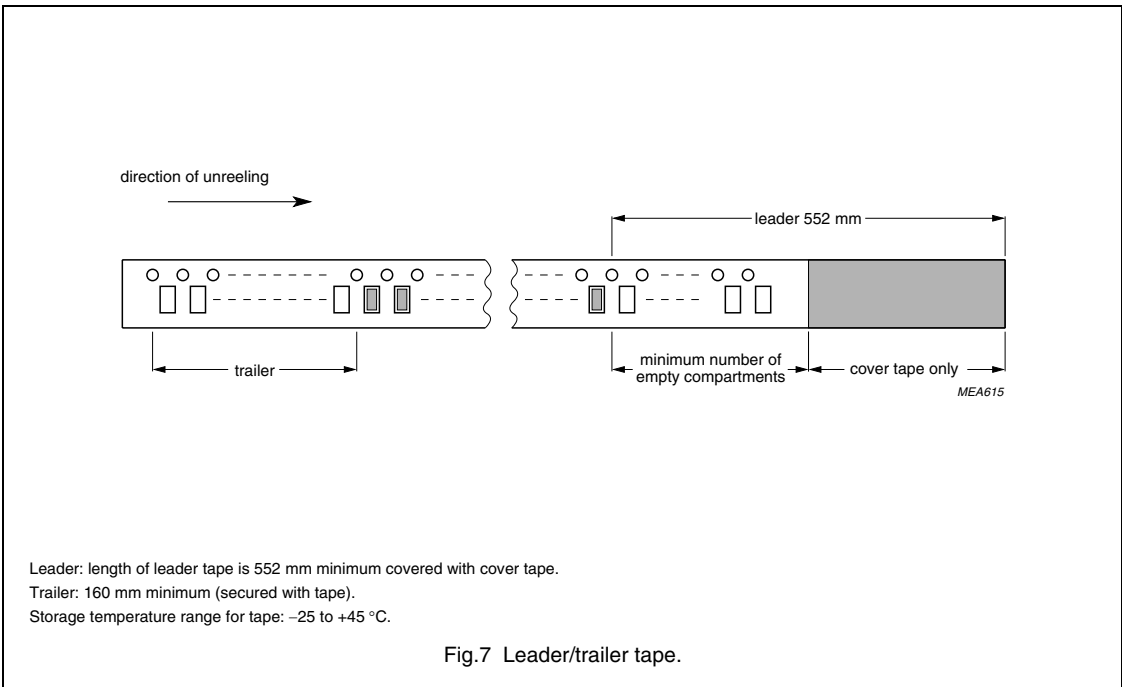 direction of unreeling
leader 552 mm
trailer
minimum number of
empty compartments
cover tape only
MEA615
Leader: length of leader tape is 552 mm minimum covered with cover tape.
Trailer: 160 mm minimum (secured with tape).
Storage temperature range for tape: −25 to +45 °C.
Fig.7 Leader/trailer tape.